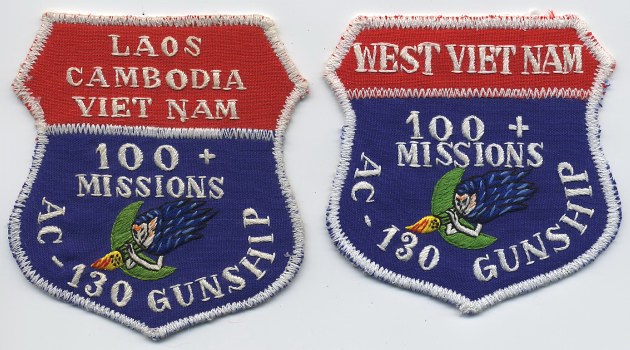 LAOS
CAMBODIA
VIET NAM
100 +
MISSIONS
AC-130 GUNSHIP
WEST VIET NAM
100 +
MISSIONS
AC-130 GUNSHIP